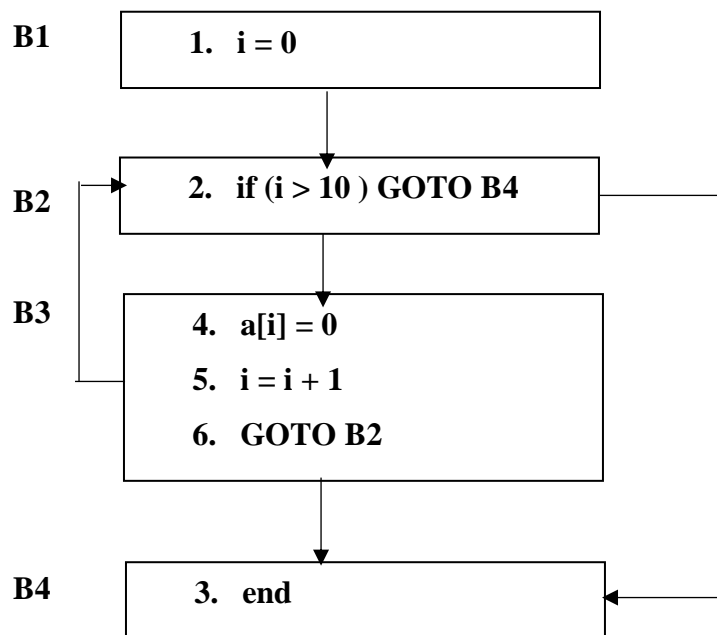 B1
1. i = 0
B2
2. if (i > 10 ) GOTO B4
B3
4. a[i] = 0
5. i = i + 1
6. GOTO B2
B4
3. end